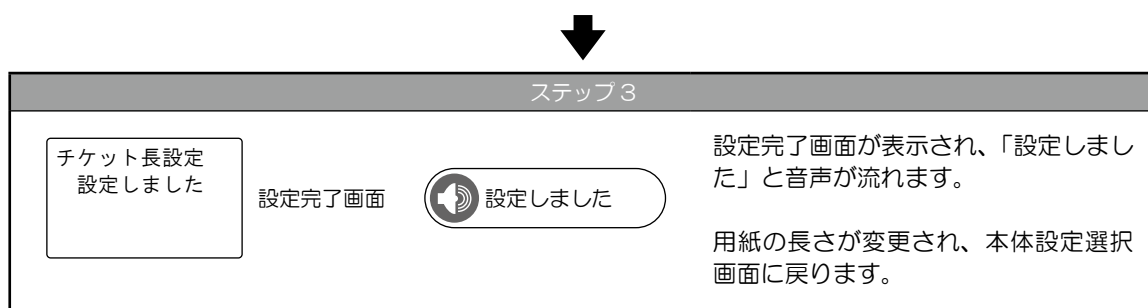 ステップ3
チケット長設定
設定しました
設定完了画面
設定しました
設定完了画面が表示され、「設定しまし
た」と音声が流れます。
用紙の長さが変更され、本体設定選択
画面に戻ります。